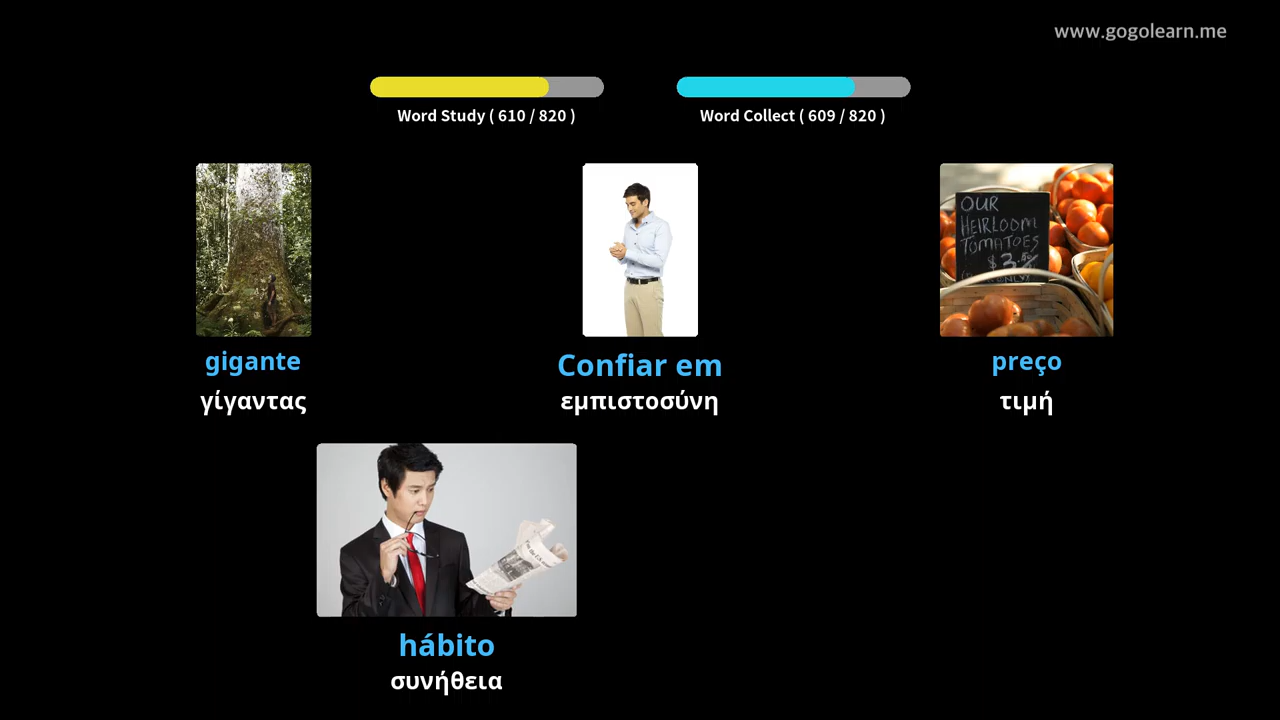 www.gogolearn.me
Word Study ( 610 / 820 )
Word Collect ( 609 / 820 )
OUR
HEIRLOOM
TOMATOES
gigante
γίγαντας
Confiar em
εμπιστοσύνη
preço
τιμή
hábito
συνήθεια